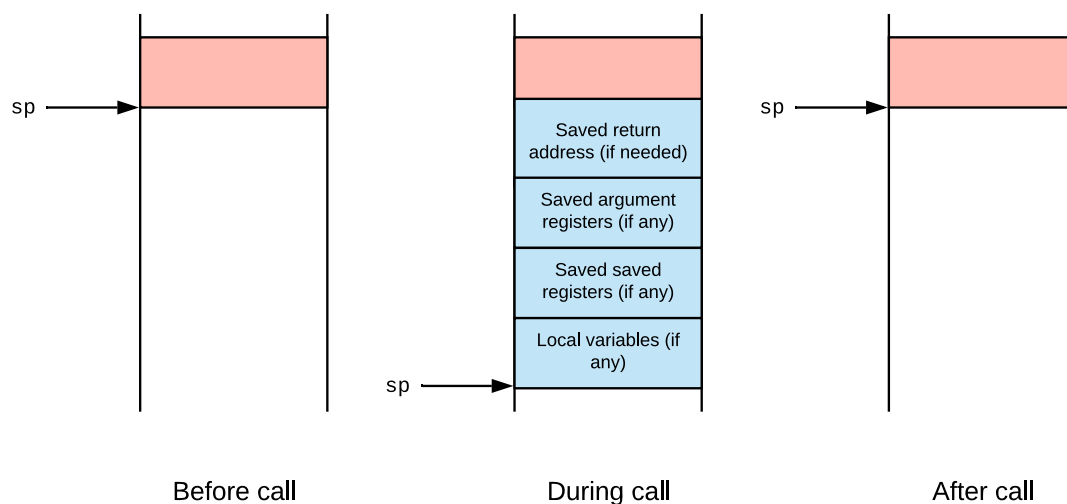 sp
Before call
Saved return
address (if needed)
Saved argument
registers (if any)
Saved saved
registers (if any)
Local variables (if
any)
sp
During call
sp
After call